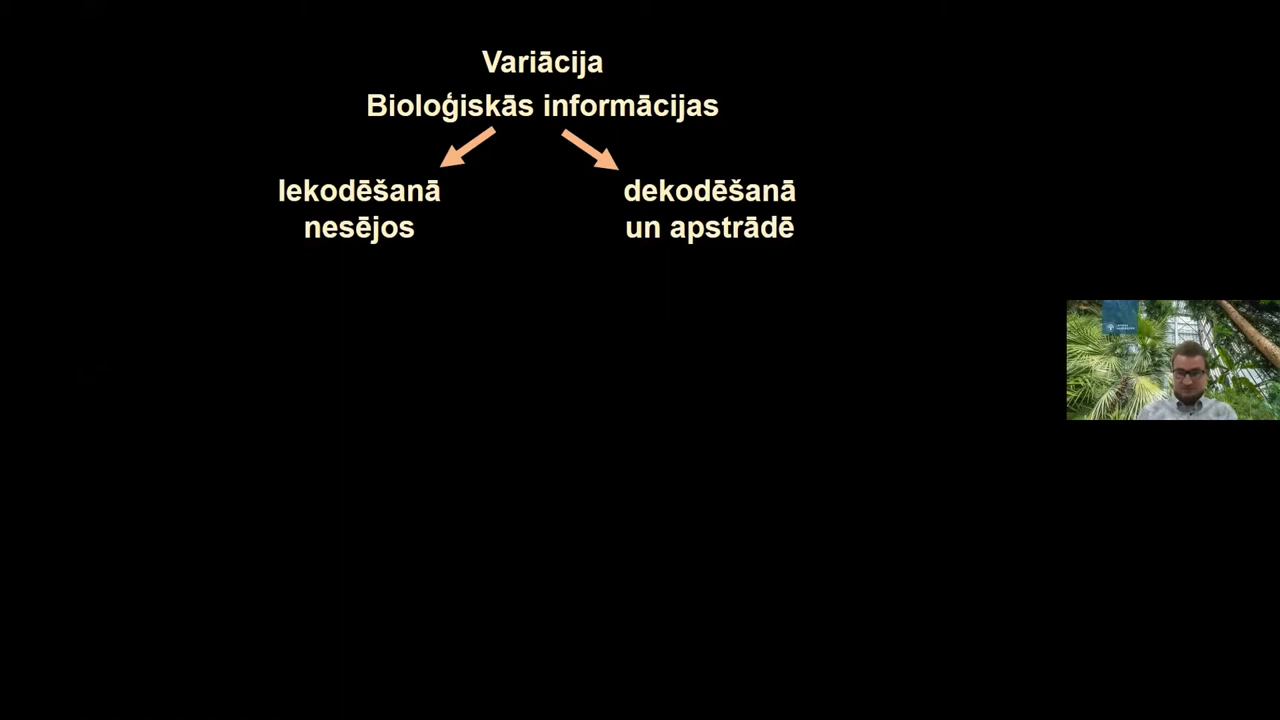 Variācija
Bioloģiskās informācijas
Iekodēšanā
nesējos
dekodēšanā
un apstrādē